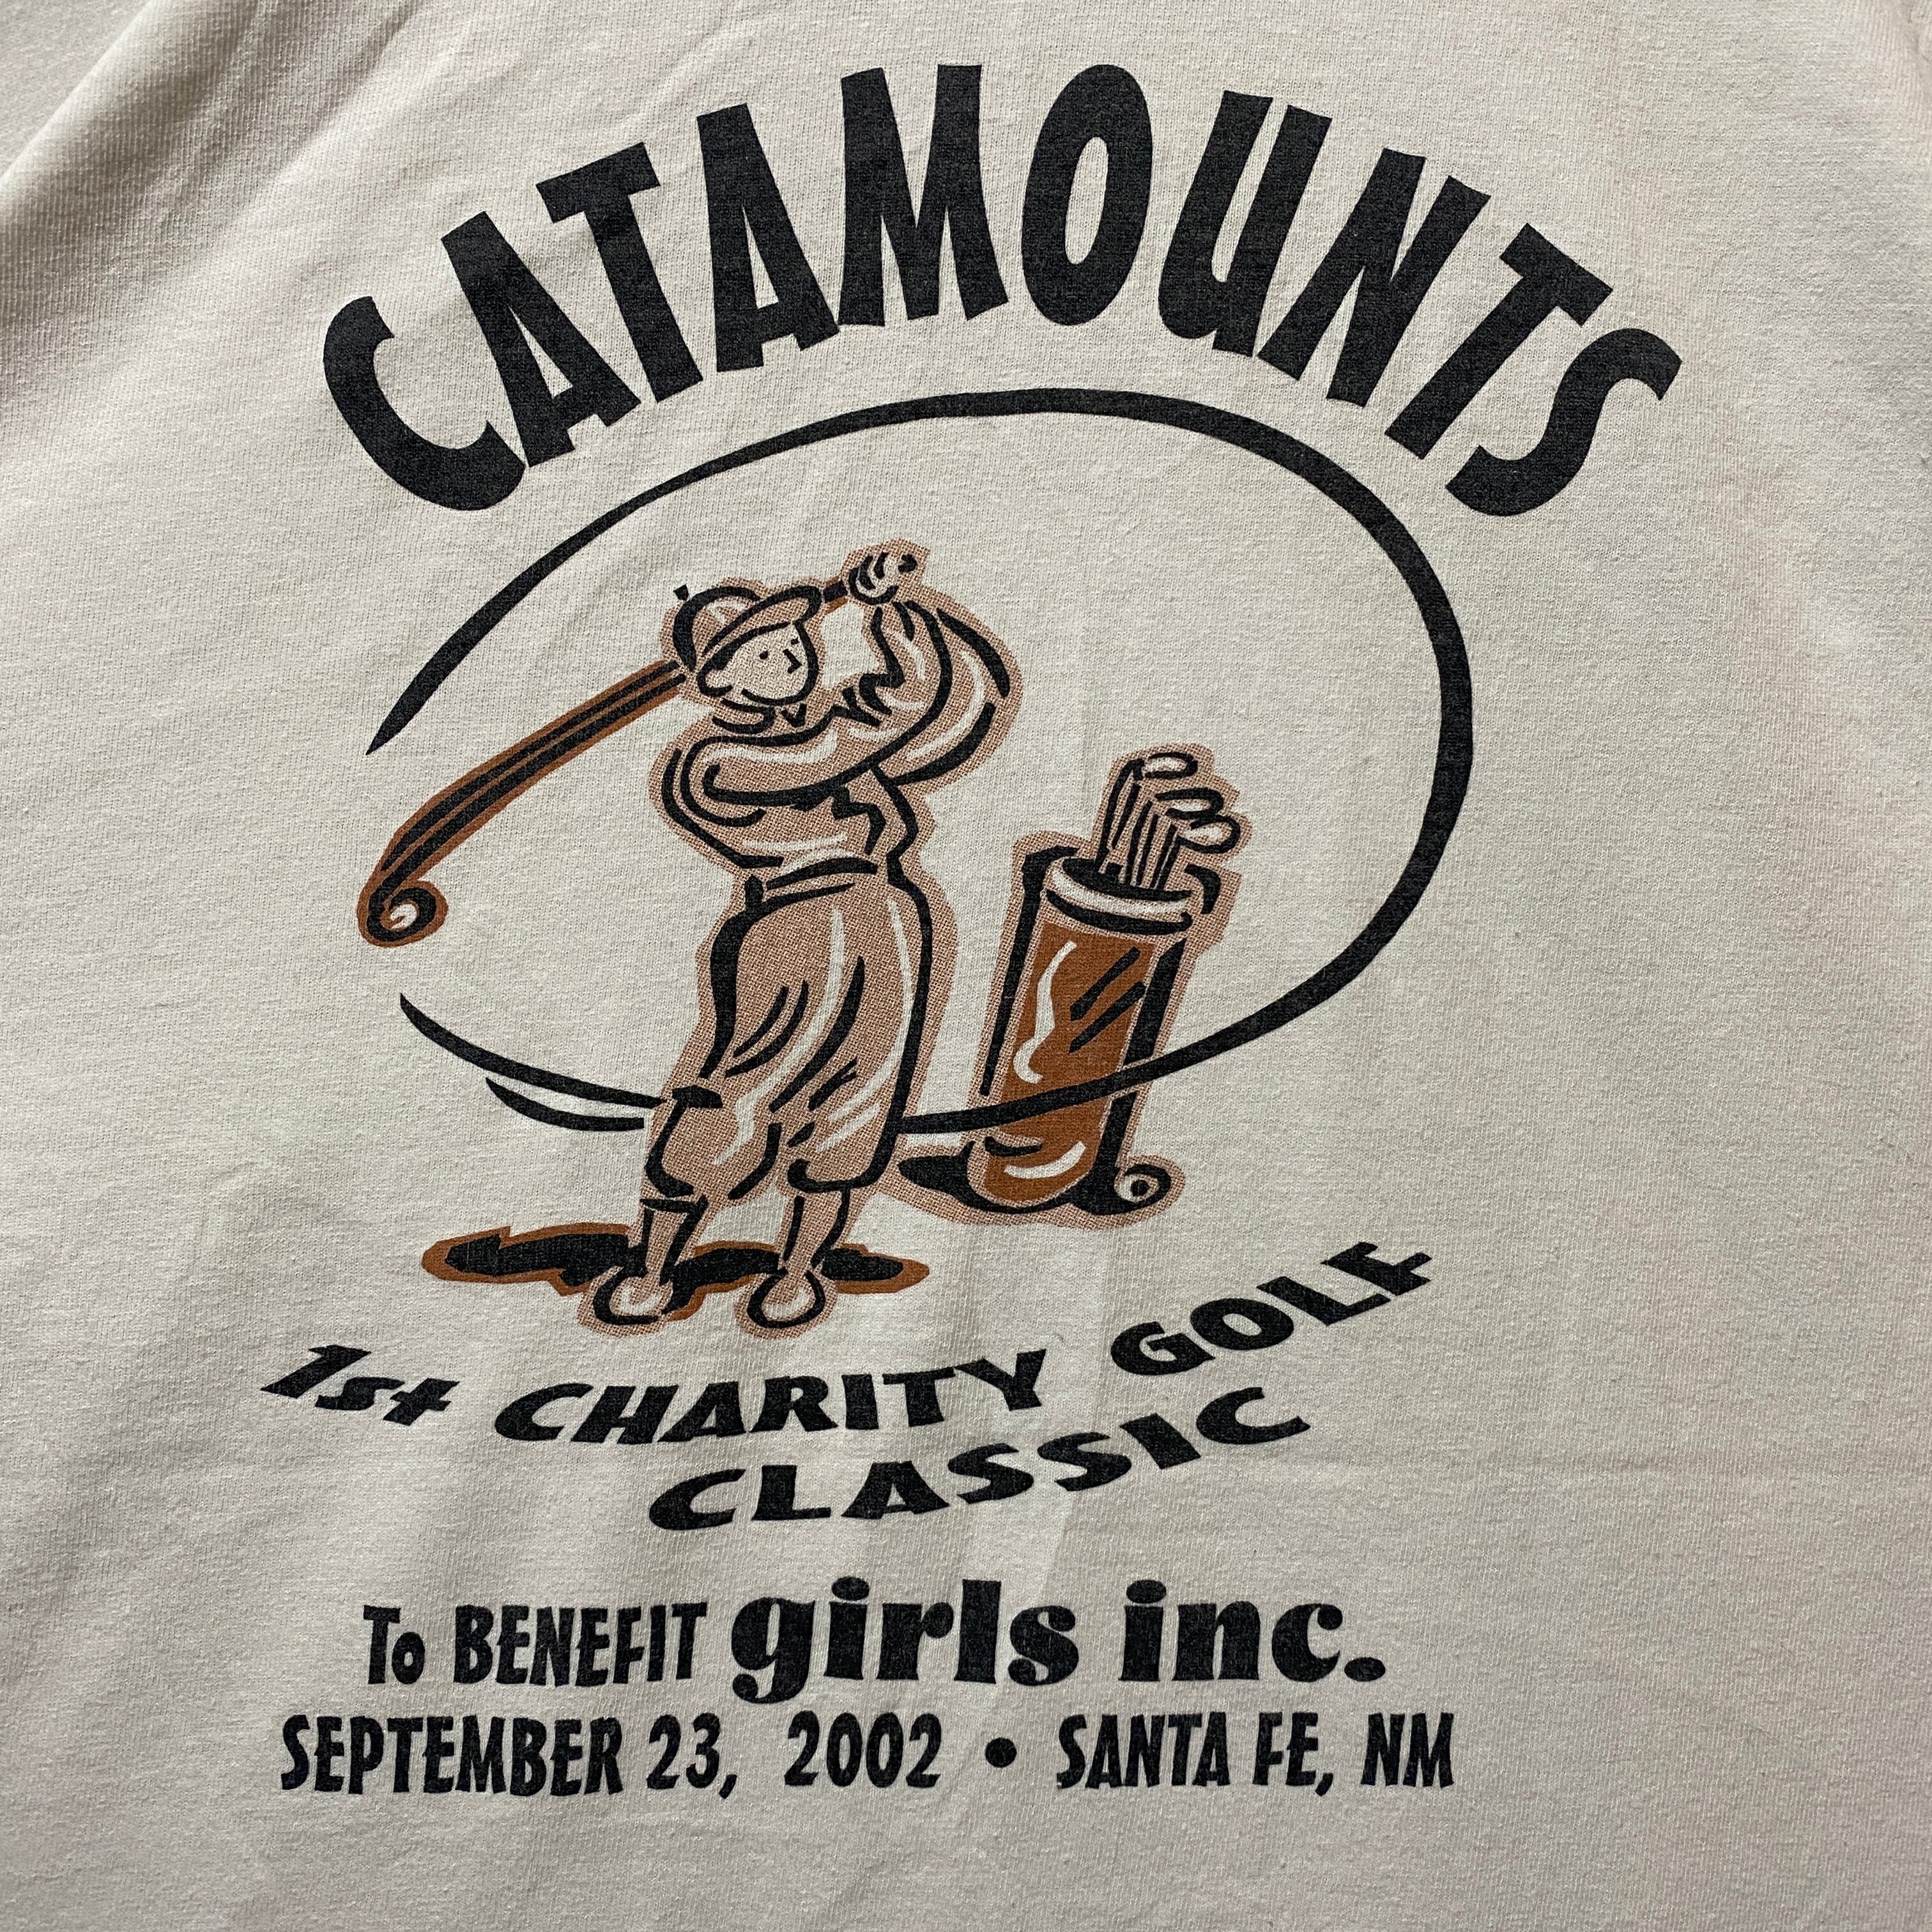 CATAMOUNTS
1st CHARITY GOLF
CLASSIC
To BENEFIT girls inc.
SEPTEMBER 23, 2002 • SANTA FE, NM